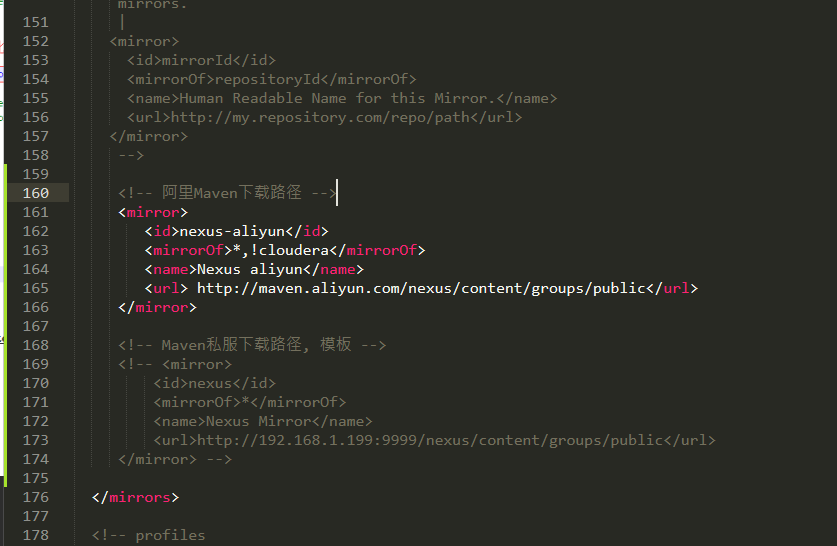 mirrors.
151 |
152 <mirror>
153 <id>mirrorId</id>
154 <mirrorOf>repositoryId</mirrorOf>
155 <name>Human Readable Name for this Mirror.</name>
156 <url>http://my.repository.com/repo/path</url>
157 </mirror>
158 -->
159
160 <!-- 阿里Maven下载路径 -->
161 <mirror>
162 <id>nexus-aliyun</id>
163 <mirrorOf>*,!cloudera</mirrorOf>
164 <name>Nexus aliyun</name>
165 <url> http://maven.aliyun.com/nexus/content/groups/public</url>
166 </mirror>
167
168 <!-- Maven私服下载路径, 模板 -->
169 <!-- <mirror>
170 <id>nexus</id>
171 <mirrorOf>*</mirrorOf>
172 <name>Nexus Mirror</name>
173 <url>http://192.168.1.199:9999/nexus/content/groups/public</url>
174 </mirror> -->
175
176 </mirrors>
177
178 <!-- profiles